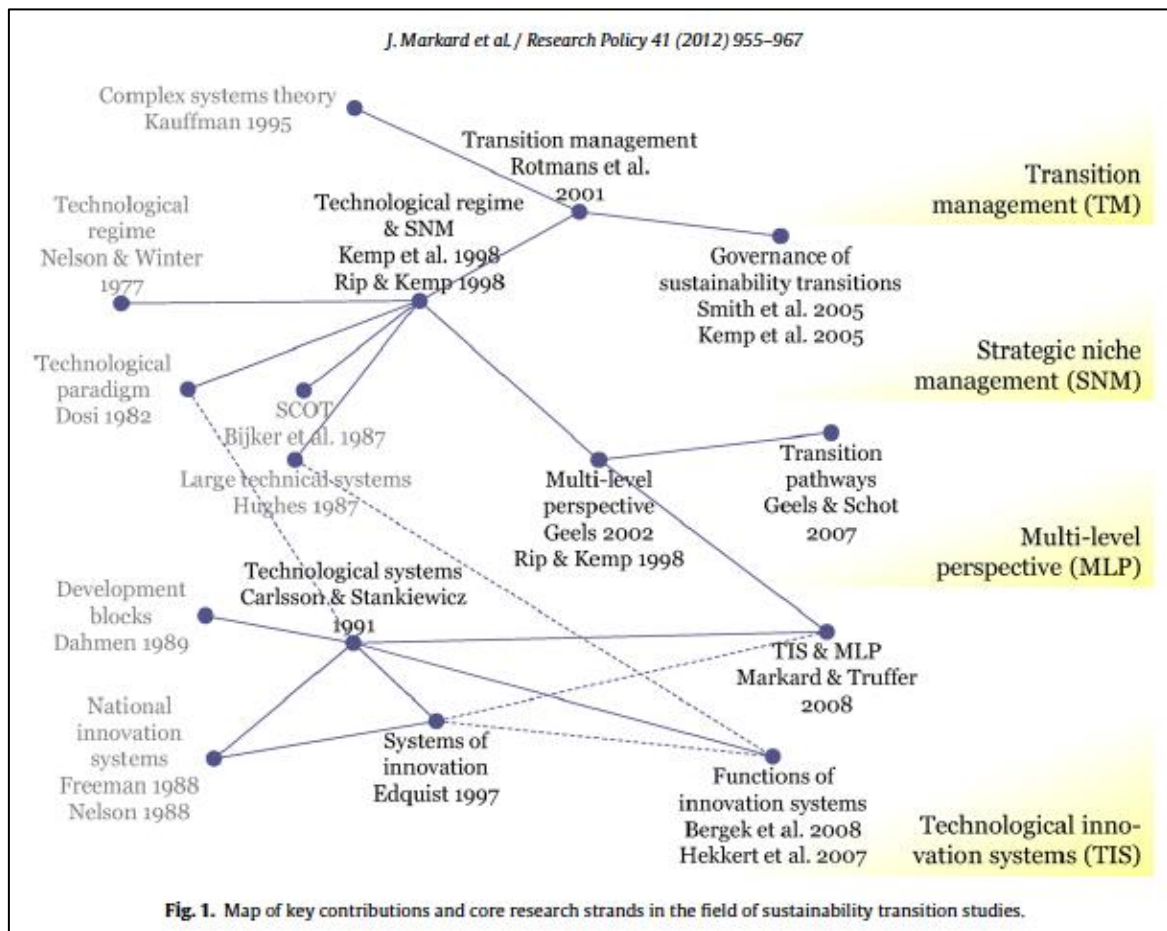 J. Markard et al. / Research Policy 41 (2012) 955–967
Complex systems theory
Kauffman 1995
Transition management
Rotmans et al.
2001
Transition
management (TM)
Technological
regime
Nelson & Winter
1977
Technological regime
& SNM
Kemp et al. 1998
Rip & Kemp 1998
Governance of
sustainability transitions
Smith et al. 2005
Kemp et al. 2005
Strategic niche
management (SNM)
Technological
paradigm
Dosi 1982
SCOT
Bijker et al. 1987
Large technical systems
Hughes 1987
Multi-level
perspective
Geels 2002
Rip & Kemp 1998
Transition
pathways
Geels & Schot
2007
Multi-level
perspective (MLP)
Development
blocks
Dahmen 1989
Technological systems
Carlsson & Stankiewicz
1991
TIS & MLP
Markard & Truffer
2008
National
innovation
systems
Freeman 1988
Nelson 1988
Systems of
innovation
Edquist 1997
Functions of
innovation systems
Bergek et al. 2008
Hekkert et al. 2007
Technological inno-
vation systems (TIS)
Fig. 1. Map of key contributions and core research strands in the field of sustainability transition studies.